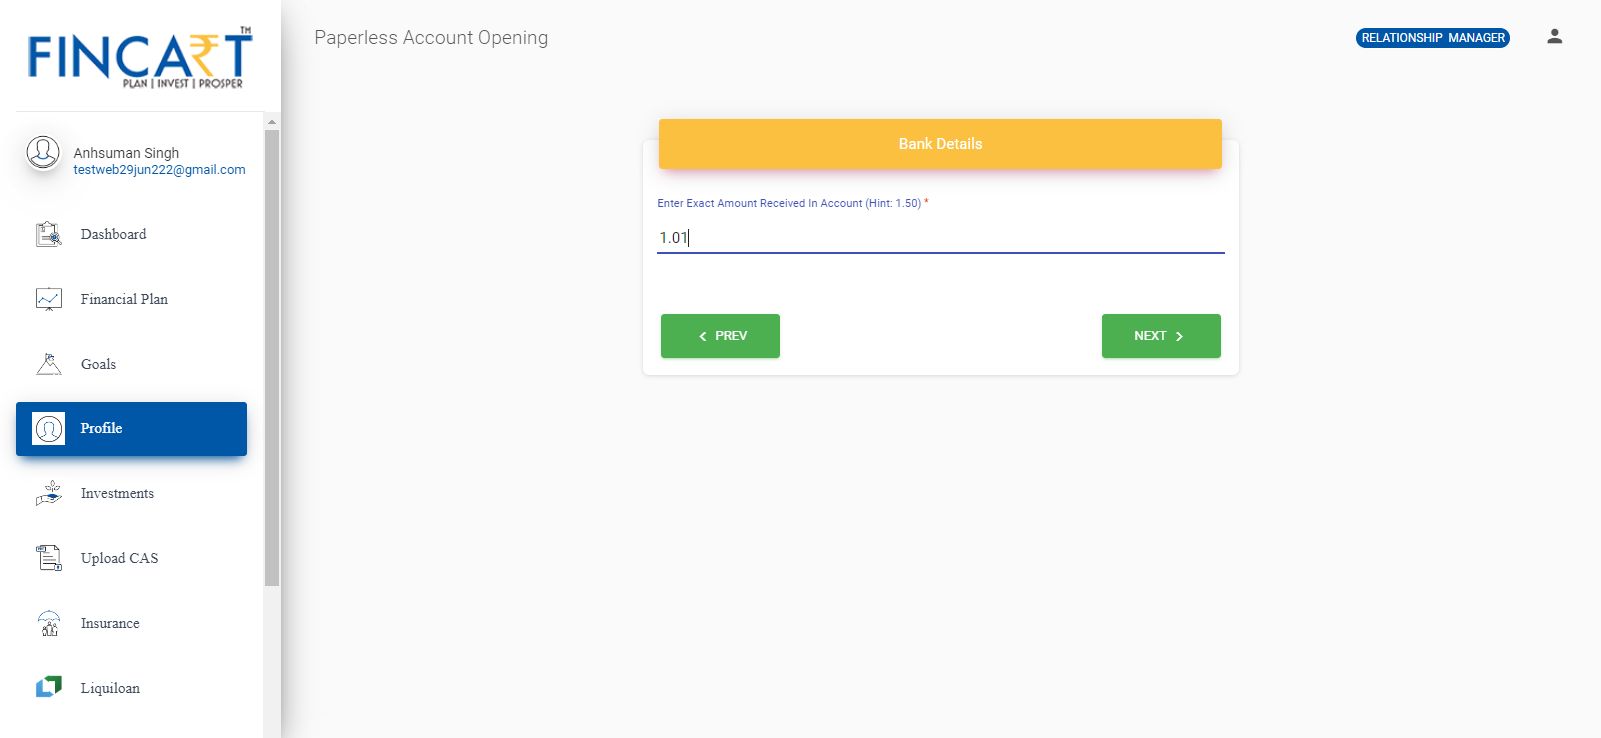 FINCART™
PLAN | INVEST | PROSPER
Anhsuman Singh
testweb29jun222@gmail.com
Dashboard
Financial Plan
Goals
Profile
Investments
Upload CAS
Insurance
Liquiloan
Paperless Account Opening
RELATIONSHIP MANAGER
Bank Details
Enter Exact Amount Received In Account (Hint: 1.50) *
1.01
PREV
NEXT